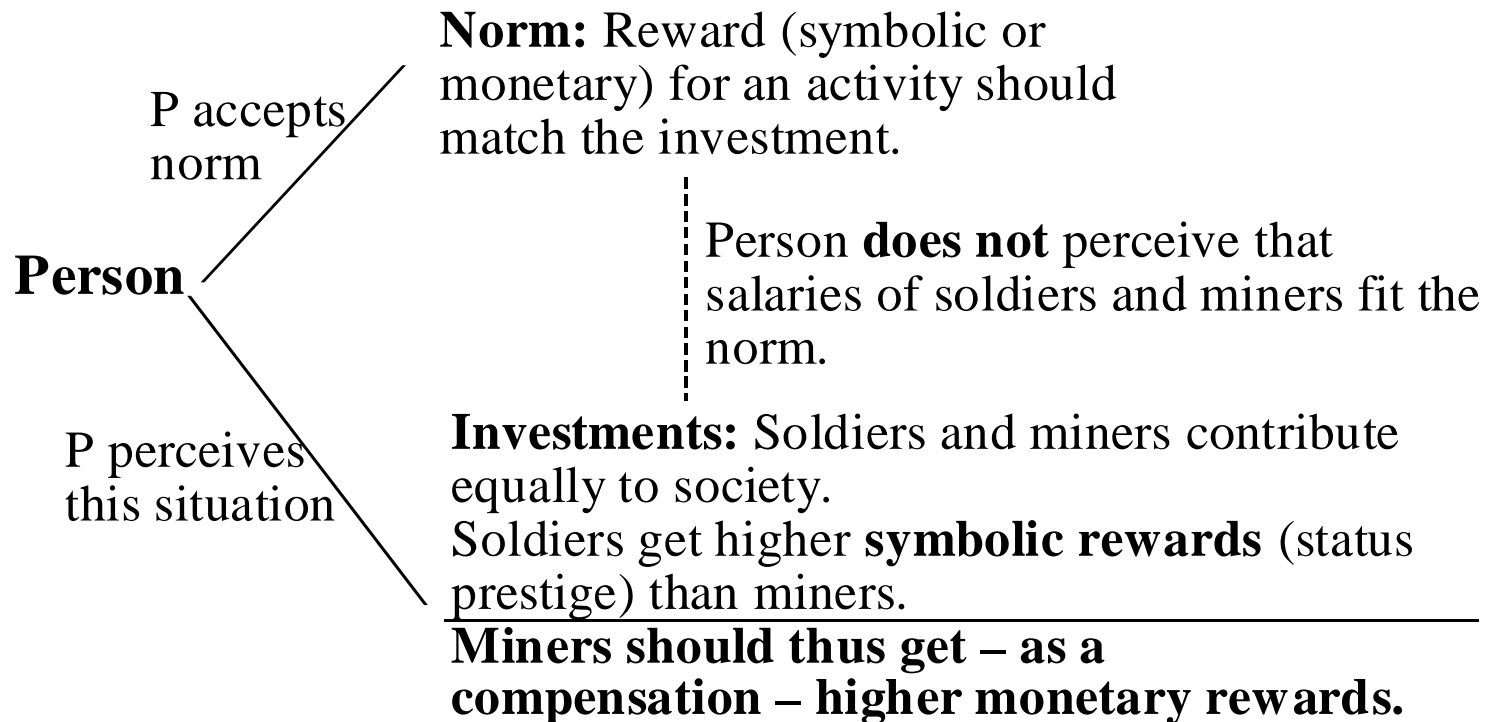 Norm: Reward (symbolic or
monetary) for an activity should
match the investment.
P accepts
norm
Person does not perceive that
salaries of soldiers and miners fit the
norm.
Person
P perceives
this situation
Investments: Soldiers and miners contribute
equally to society.
Soldiers get higher symbolic rewards (status
prestige) than miners.
Miners should thus get – as a
compensation – higher monetary rewards.